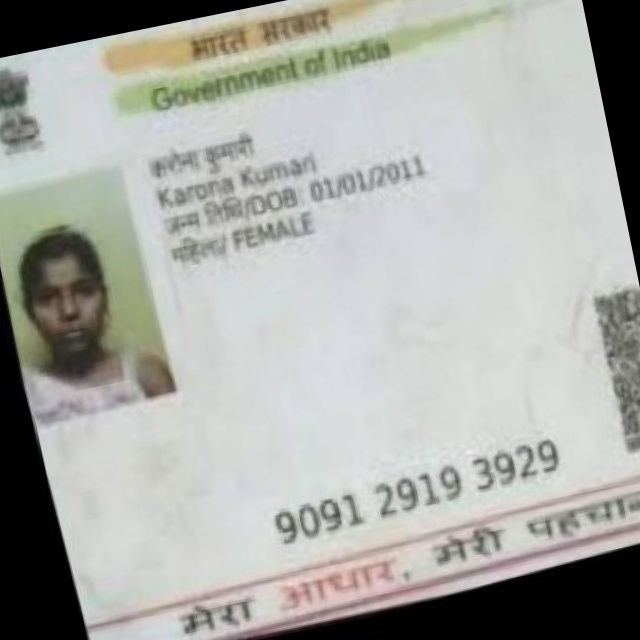 भारत सरकार
Government of India
कुमारी
Karona Kumari
जन्म तिथि/DOB: 01/01/2011
महिला/ FEMALE
9091 2919 3929
मेरा आधार, मेरी पहचान